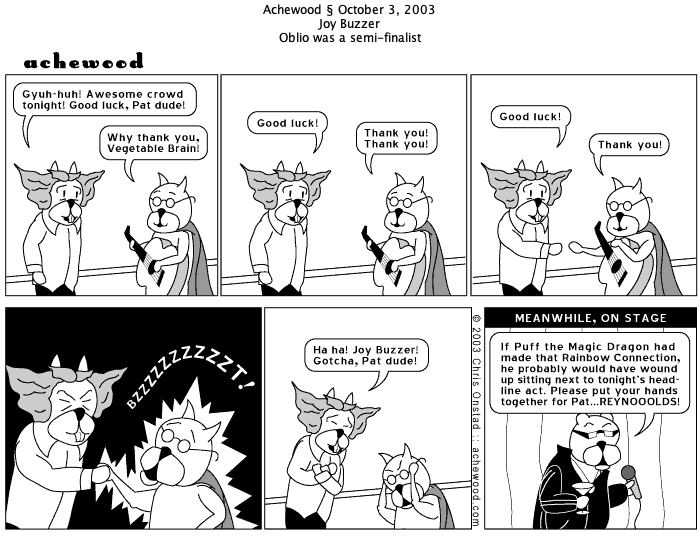 Achewood § October 3, 2003
Joy Buzzer
Oblio was a semi-finalist
achewood
Gyuh-huh! Awesome crowd
tonight! Good luck, Pat dude!
Why thank you,
Vegetable Brain!
Good luck!
Thank you!
Thank you!
Good luck!
Thank you!
BZZZZZZZZZZZT!
Ha ha! Joy Buzzer!
Gotcha, Pat dude!
© 2003 Chris Onstad :: achewood.com
MEANWHILE, ON STAGE
If Puff the Magic Dragon had
made that Rainbow Connection,
he probably would have wound
up sitting next to tonight's head-
line act. Please put your hands
together for Pat...REYNOOOLDS!